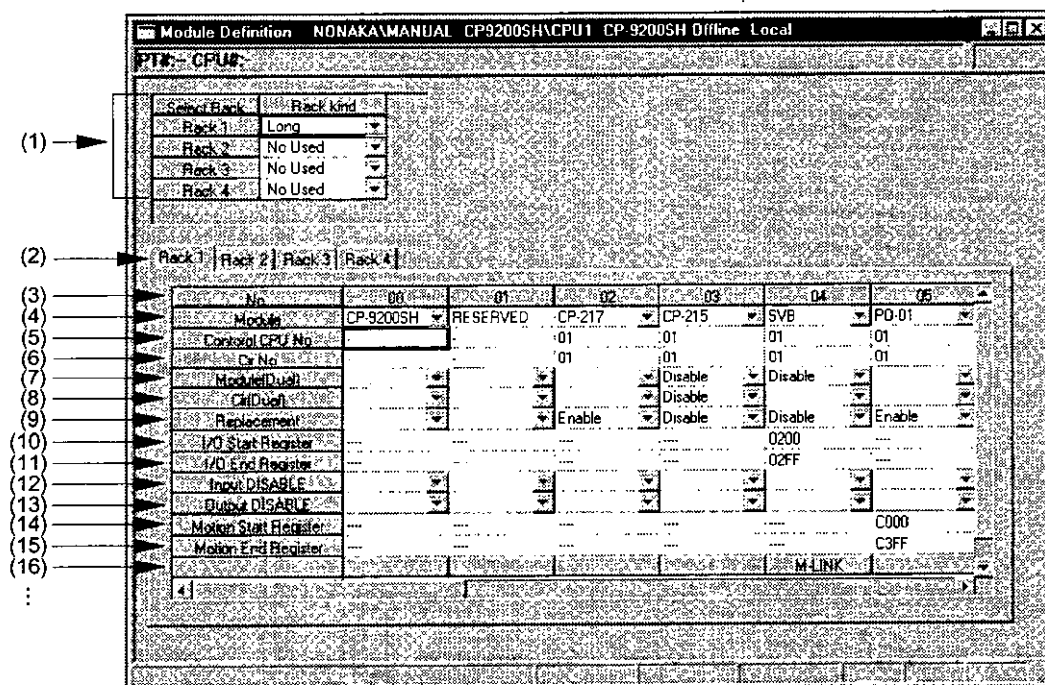 Module Definition NONAKA\MANUAL CP9200SH\CPU1 CP-9200SH Offline Local
PT#:- CPU#:-
Select Rack Rack kind
(1) Rack 1 Long
Rack 2 No Used
Rack 3 No Used
Rack 4 No Used
(2) Rack 1 Rack 2 Rack 3 Rack 4
(3) No 00 01 02 03 04 05
(4) Module CP-9200SH RESERVED CP-217 CP-215 SVB PO-01
(5) Contoral CPU No 01 01 01 01
(6) Cir No 01 01 01 01
(7) Module(Dual) Disable Disable
(8) Cir(Dual) Disable
(9) Replacement Enable Disable Disable Enable
(10) I/O Start Register ---- ---- ---- ---- 0200 ----
(11) I/O End Register ---- ---- ---- ---- 02FF ----
(12) Input DISABLE
(13) Output DISABLE
(14) Motion Start Register ---- ---- ---- ---- ---- C000
(15) Motion End Register ---- ---- ---- ---- ---- C3FF
(16) M-LINK
⋮